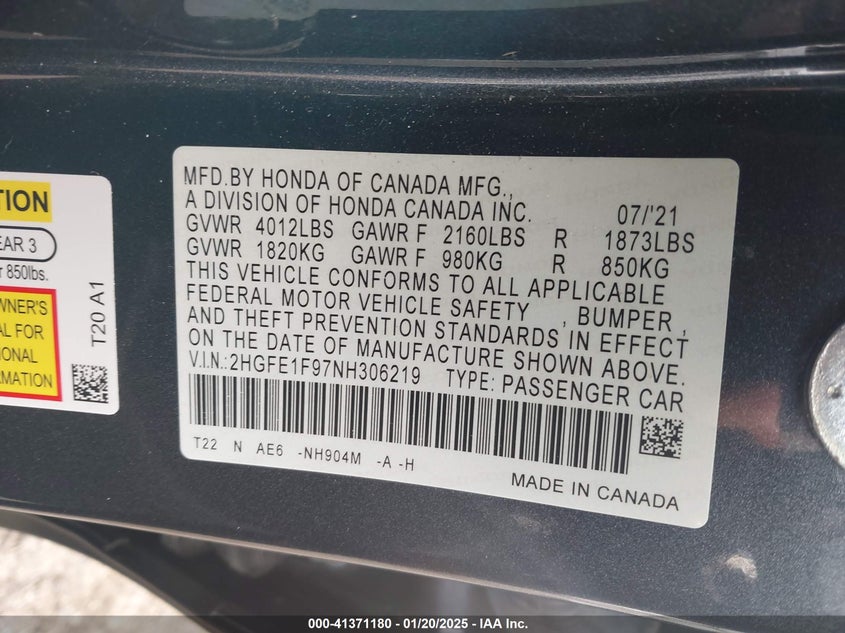 TION
EAR 3
r 850lbs.
WNER'S
AL FOR
IONAL
RMATION
T20 A1
MFD.BY HONDA OF CANADA MFG.,
A DIVISION OF HONDA CANADA INC. 07/'21
GVWR 4012LBS GAWR F 2160LBS R 1873LBS
GVWR 1820KG GAWR F 980KG R 850KG
THIS VEHICLE CONFORMS TO ALL APPLICABLE
FEDERAL MOTOR VEHICLE SAFETY , BUMPER ,
AND THEFT PREVENTION STANDARDS IN EFFECT
ON THE DATE OF MANUFACTURE SHOWN ABOVE.
V.I.N.:2HGFE1F97NH306219 TYPE: PASSENGER CAR
T22 N AE6 -NH904M -A -H
MADE IN CANADA
000-41371180 — 01/20/2025 — IAA Inc.